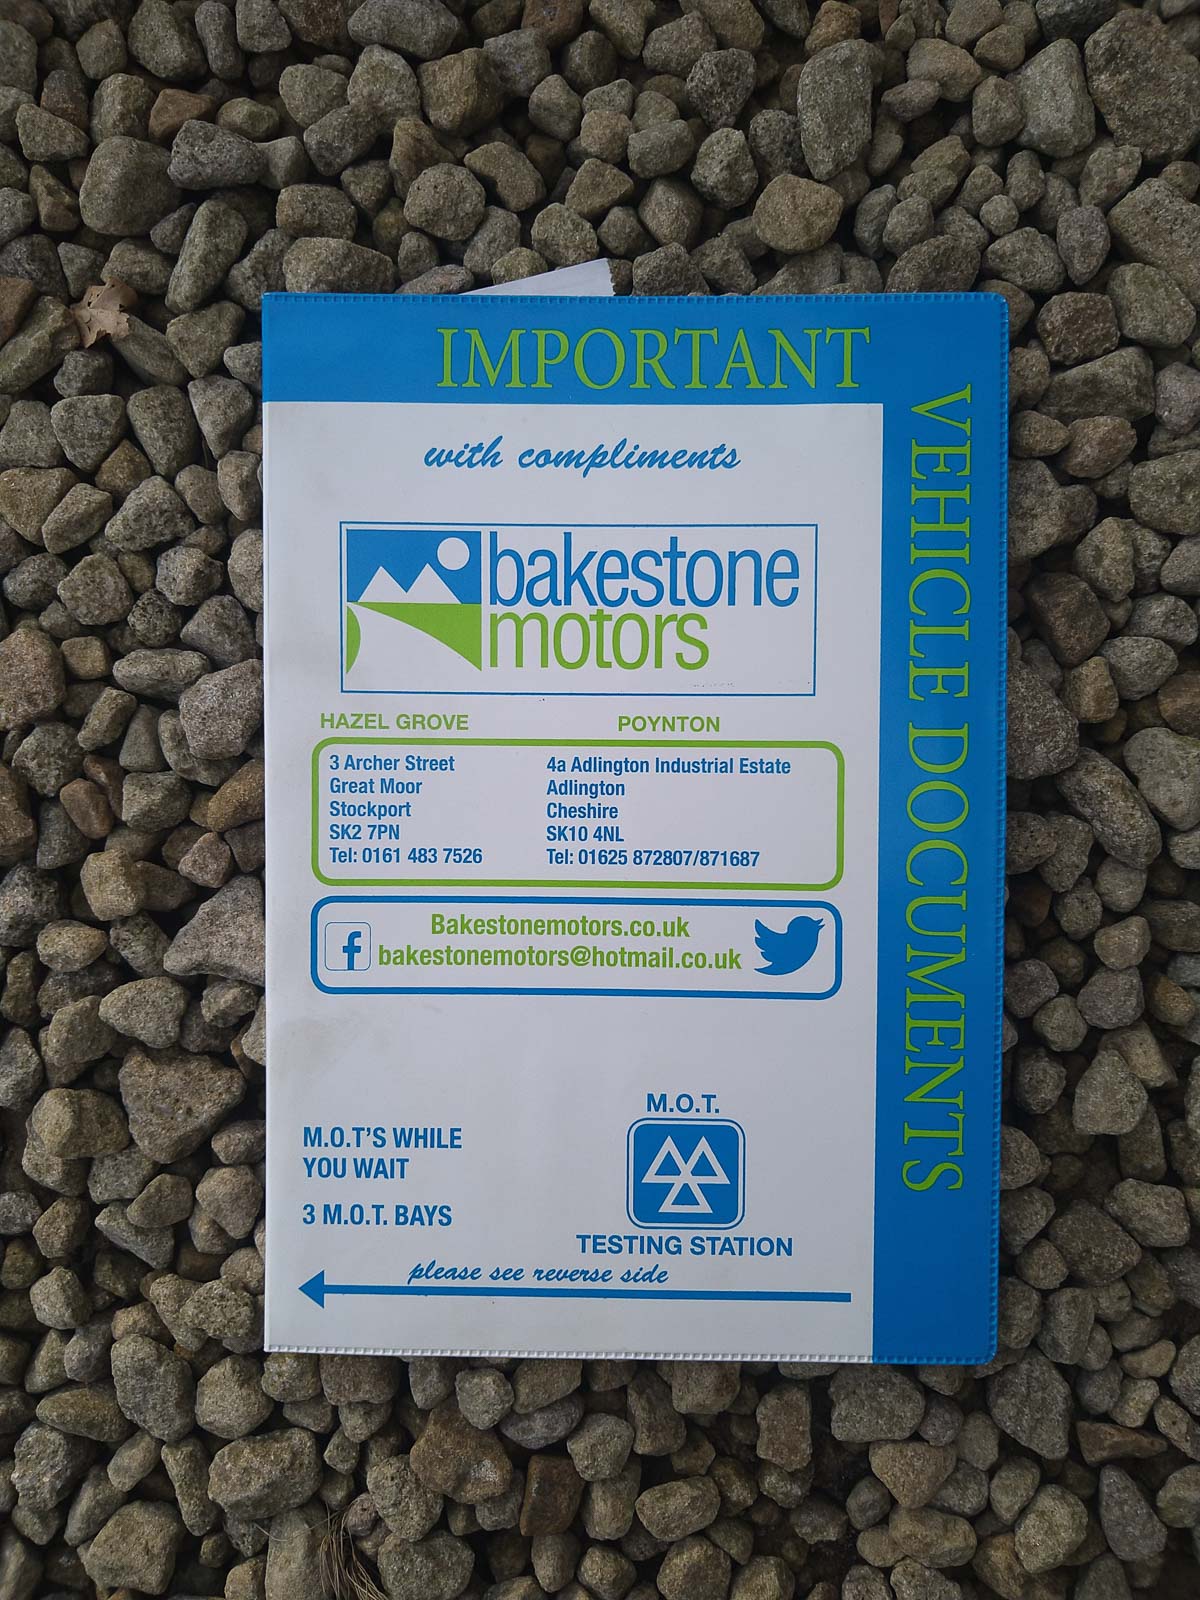 IMPORTANT
VEHICLE DOCUMENTS
with compliments
bakestone
motors
HAZEL GROVE
3 Archer Street
Great Moor
Stockport
SK2 7PN
Tel: 0161 483 7526
POYNTON
4a Adlington Industrial Estate
Adlington
Cheshire
SK10 4NL
Tel: 01625 872807/871687
Bakestonemotors.co.uk
bakestonemotors@hotmail.co.uk
M.O.T'S WHILE
YOU WAIT
3 M.O.T. BAYS
M.O.T.
TESTING STATION
please see reverse side